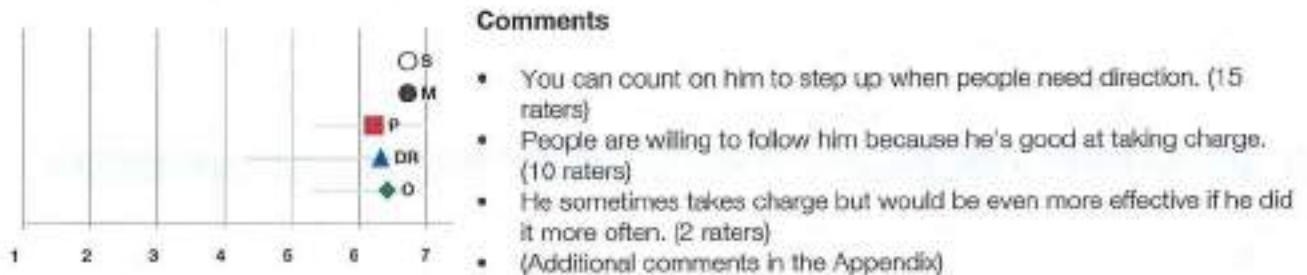 Comments
S
• You can count on him to step up when people need direction. (15
M
raters)
P
• People are willing to follow him because he's good at taking charge.
DR
(10 raters)
O
• He sometimes takes charge but would be even more effective if he did
it more often. (2 raters)
1 2 3 4 5 6 7
• (Additional comments in the Appendix)